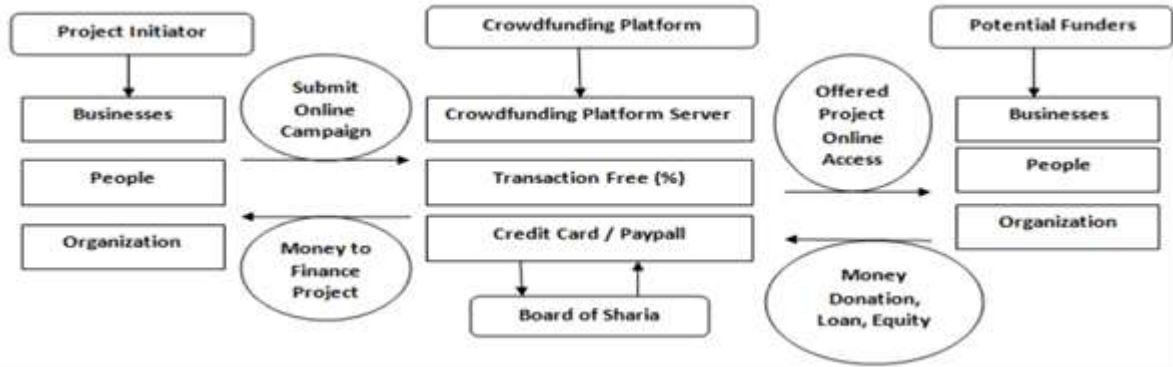 Project Initiator
Businesses
People
Organization
Submit
Online
Campaign
Money to
Finance
Project
Crowdfunding Platform
Crowdfunding Platform Server
Transaction Free (%)
Credit Card / Paypall
Board of Sharia
Offered
Project
Online
Access
Money
Donation,
Loan, Equity
Potential Funders
Businesses
People
Organization